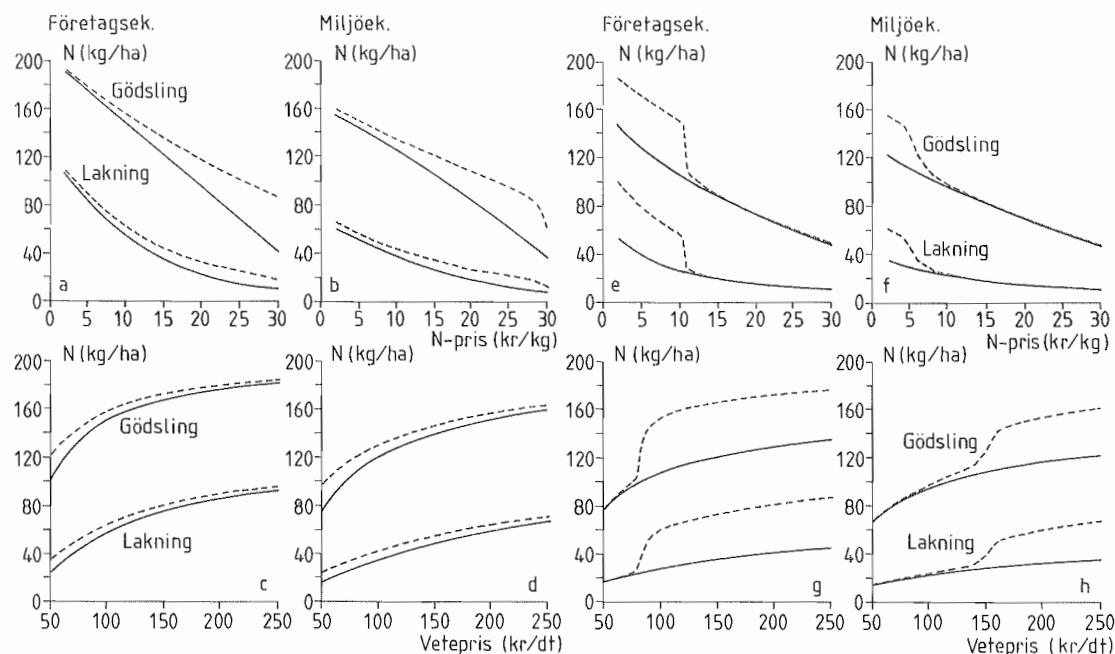 Företagsek. Miljöek. Företagsek. Miljöek.
N (kg/ha) N (kg/ha) N (kg/ha) N (kg/ha)
200 200 200 200
160 160 160 160
120 120 120 120
80 80 80 80
40 40 40 40
0 0 0 0
Gödsling Gödsling
Lakning Lakning
a b e f
0 5 10 15 20 25 30 0 5 10 15 20 25 30 0 5 10 15 20 25 30 0 5 10 15 20 25 30
N-pris (kr/kg) N-pris (kr/kg)
N (kg/ha) N (kg/ha) N (kg/ha) N (kg/ha)
200 200 200 200
160 160 160 160
120 120 120 120
80 80 80 80
40 40 40 40
0 0 0 0
Gödsling Gödsling
Lakning Lakning
c d g h
50 100 150 200 250 50 100 150 200 250 50 100 150 200 250 50 100 150 200 250
Vetepris (kr/dt) Vetepris (kr/dt)